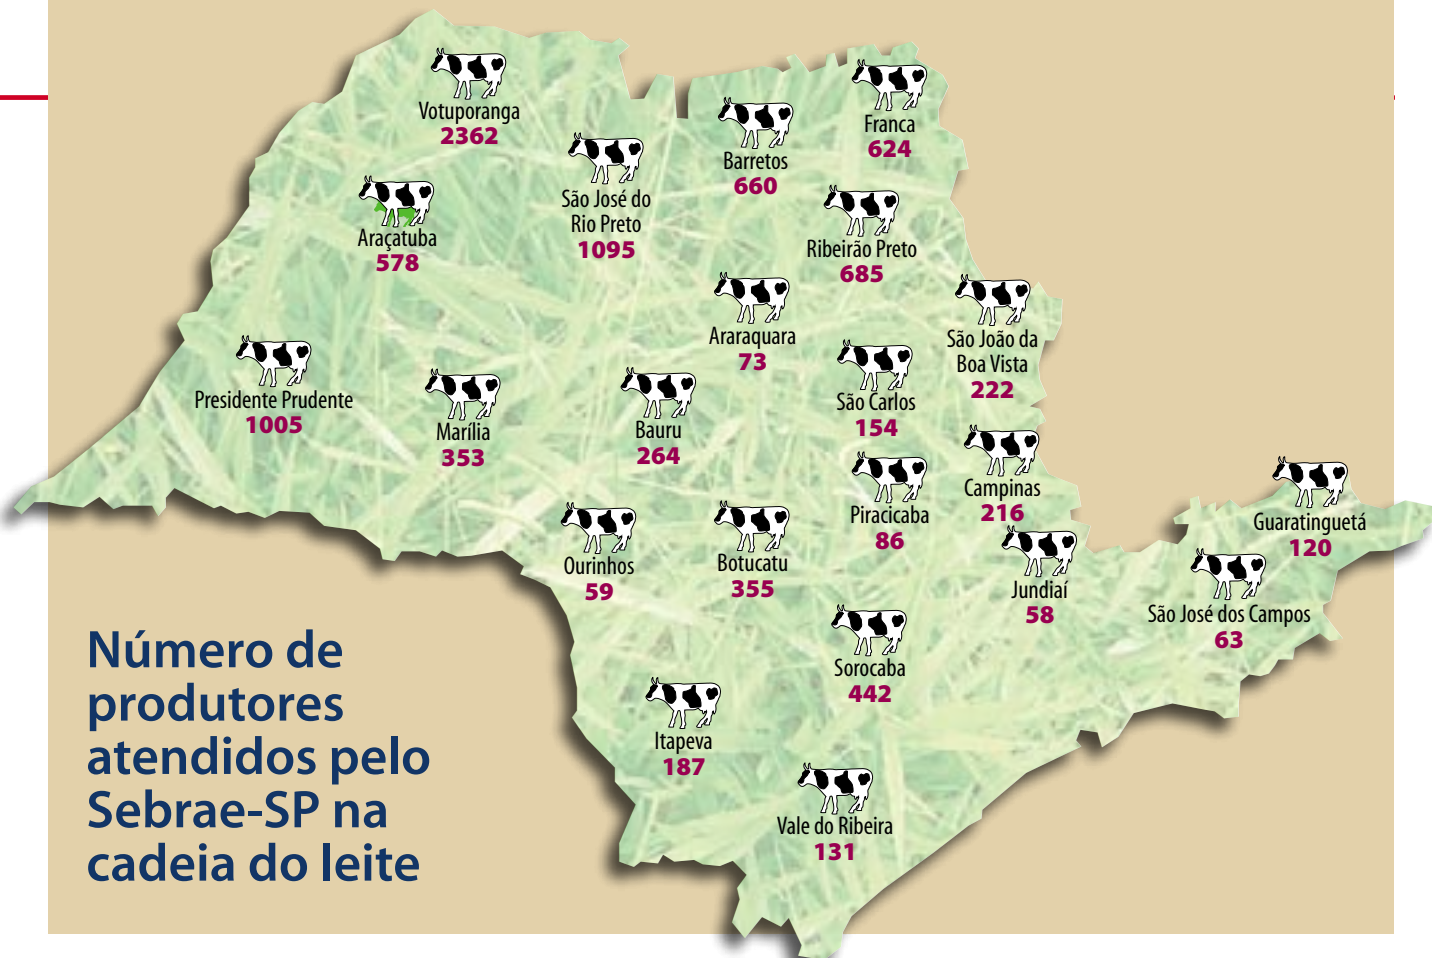 Votuporanga
2362
Franca
624
Barretos
660
São José do
Rio Preto
1095
Araçatuba
578
Ribeirão Preto
685
Araraquara
73
São João da
Boa Vista
222
Presidente Prudente
1005
Marília
353
Bauru
264
São Carlos
154
Campinas
216
Piracicaba
86
Guaratinguetá
120
Ourinhos
59
Botucatu
355
Jundiaí
58
São José dos Campos
63
Sorocaba
442
Itapeva
187
Vale do Ribeira
131
Número de
produtores
atendidos pelo
Sebrae-SP na
cadeia do leite